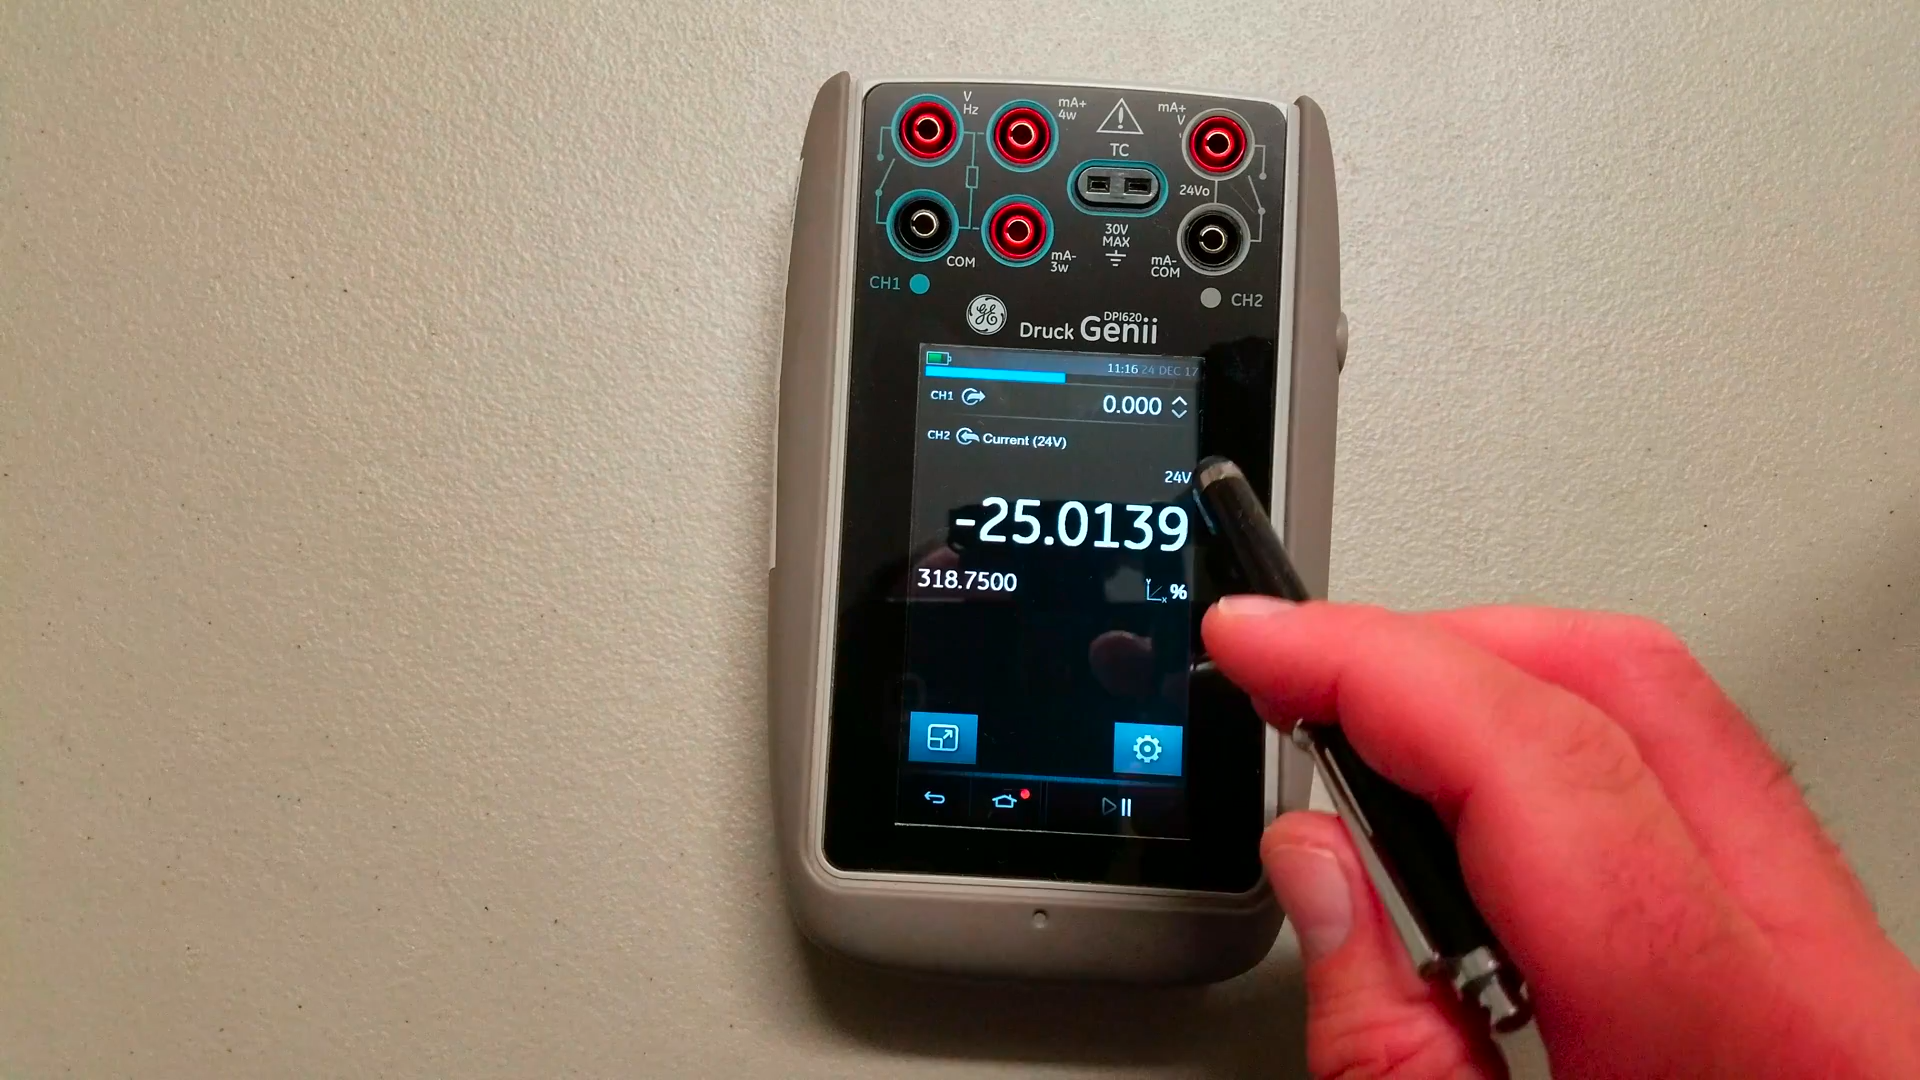 V
Hz
mA+
4w
mA+
V
TC
24Vo
30V
MAX
COM
mA-
3w
mA-
COM
CH1
CH2
GE
DPI620
Druck Genii
11:16 24 DEC 17
CH1 0.000
CH2 Current (24V)
24V
-25.0139
318.7500
Y
X %